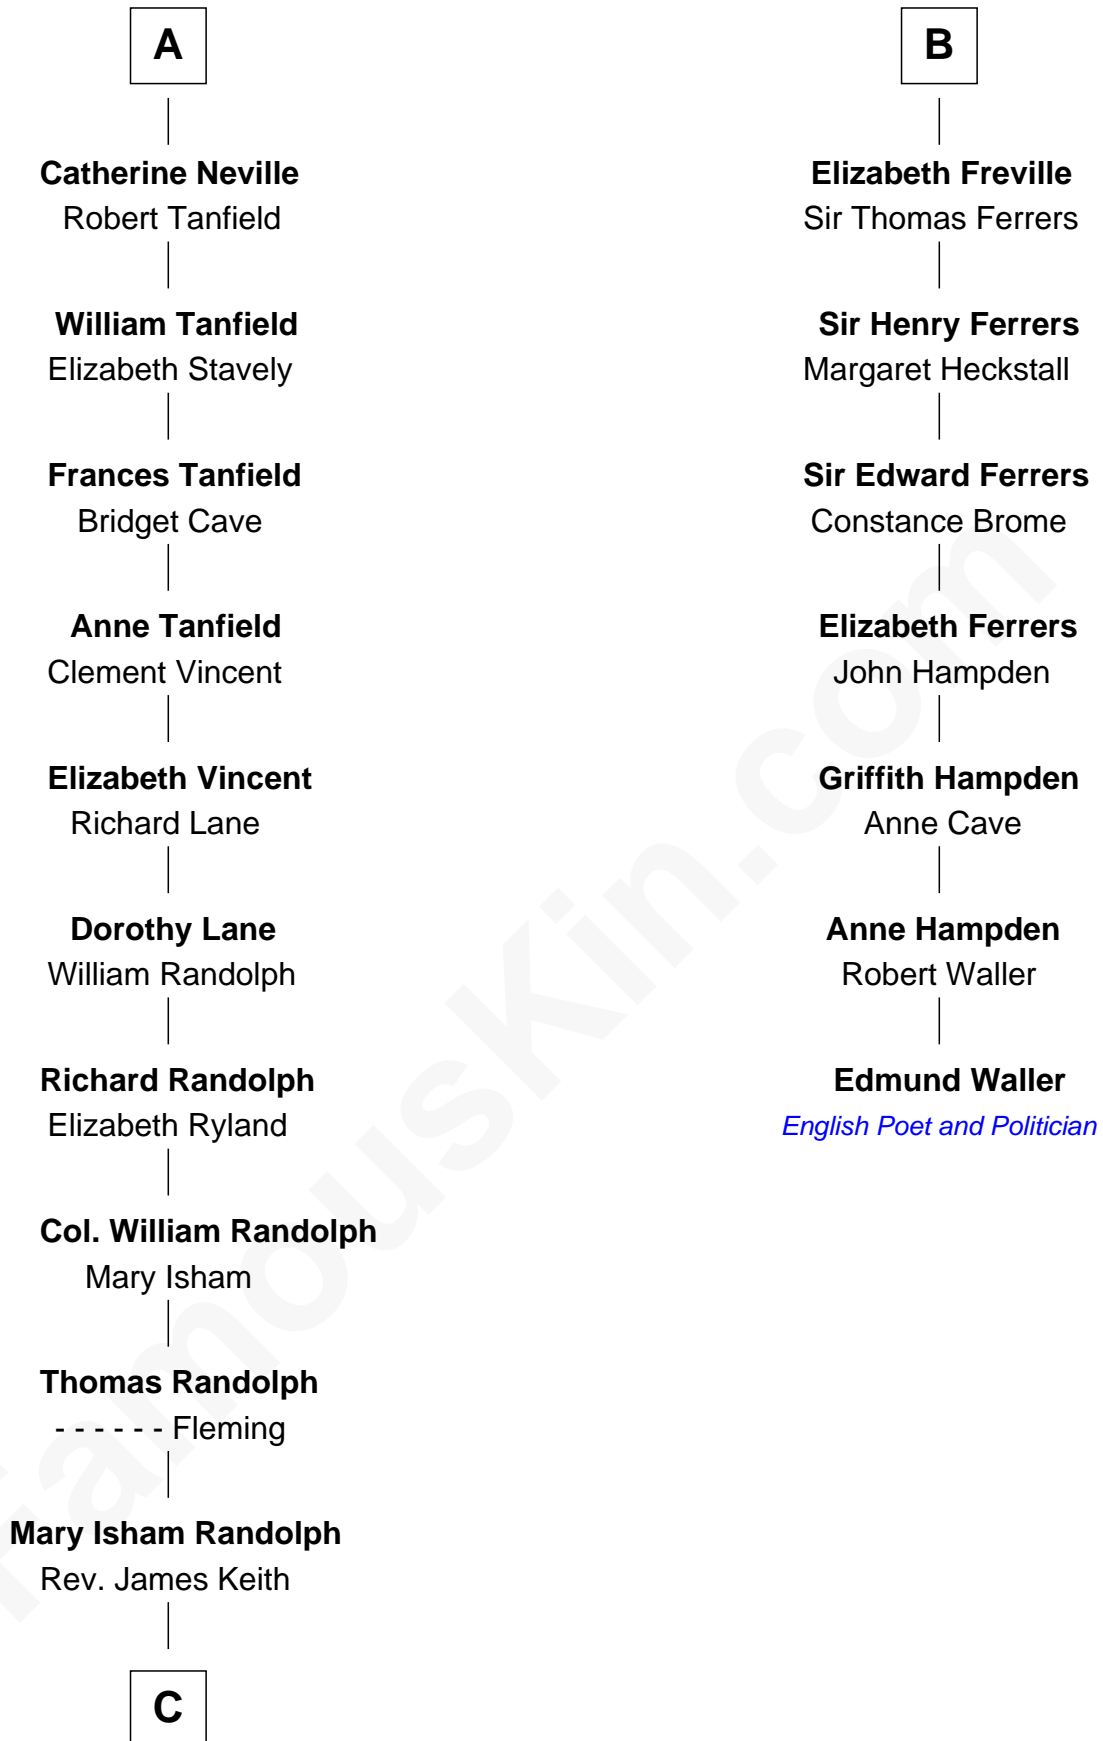 A
Catherine Neville
Robert Tanfield
William Tanfield
Elizabeth Stavely
Frances Tanfield
Bridget Cave
Anne Tanfield
Clement Vincent
Elizabeth Vincent
Richard Lane
Dorothy Lane
William Randolph
Richard Randolph
Elizabeth Ryland
Col. William Randolph
Mary Isham
Thomas Randolph
- - - - - - Fleming
Mary Isham Randolph
Rev. James Keith
C
B
Elizabeth Freville
Sir Thomas Ferrers
Sir Henry Ferrers
Margaret Heckstall
Sir Edward Ferrers
Constance Brome
Elizabeth Ferrers
John Hampden
Griffith Hampden
Anne Cave
Anne Hampden
Robert Waller
Edmund Waller
English Poet and Politician
FamousKin.com